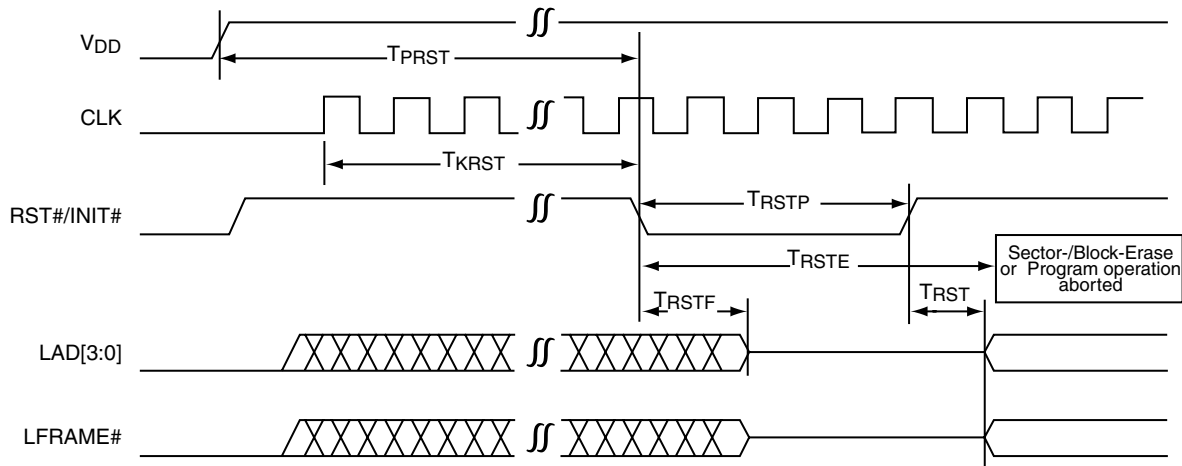 VDD
TPRST
CLK
TKRST
RST#/INIT#
TRSTP
TRSTE
Sector-/Block-Erase
or Program operation
aborted
TRSTF
TRST
LAD[3:0]
LFRAME#